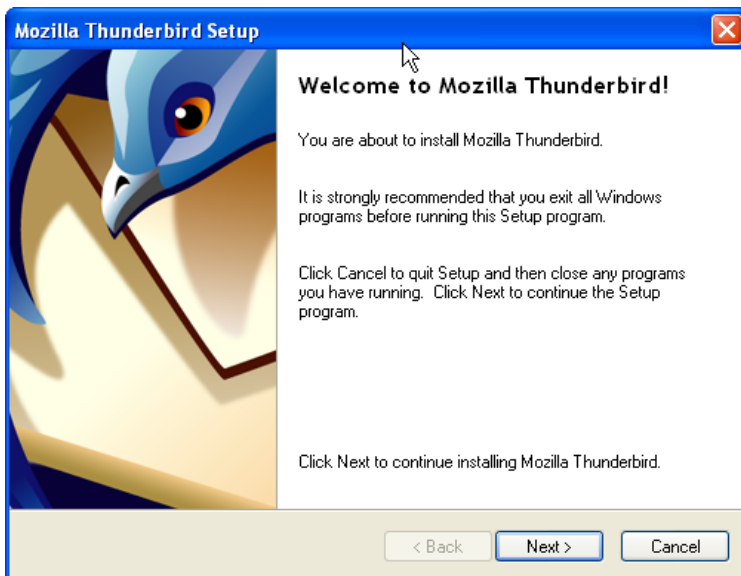 Mozilla Thunderbird Setup
Welcome to Mozilla Thunderbird!
You are about to install Mozilla Thunderbird.
It is strongly recommended that you exit all Windows
programs before running this Setup program.
Click Cancel to quit Setup and then close any programs
you have running.  Click Next to continue the Setup
program.
Click Next to continue installing Mozilla Thunderbird.
< Back
Next >
Cancel